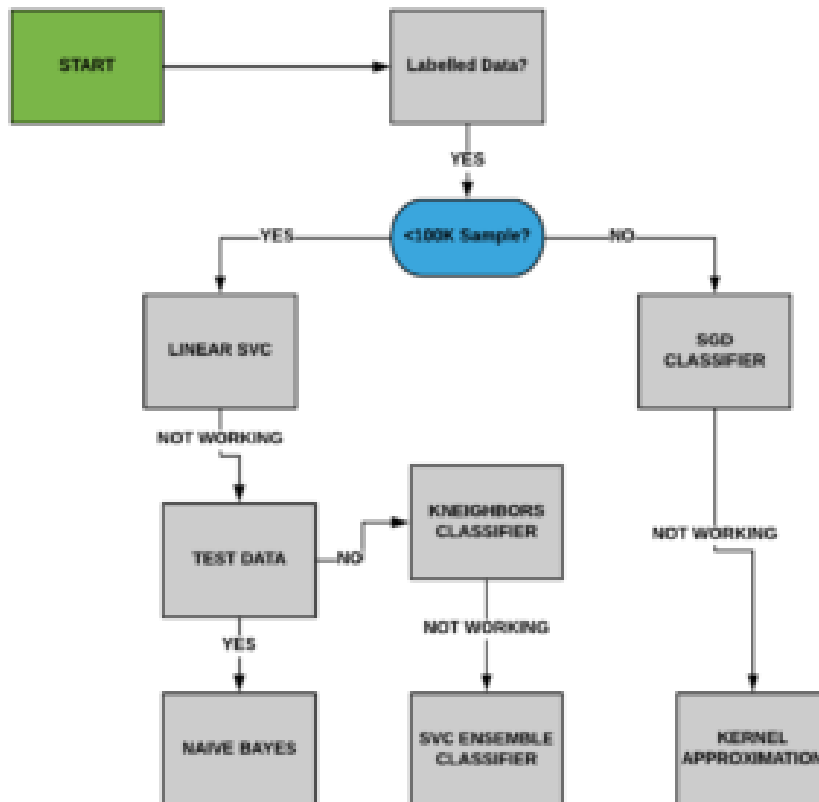 START
Labelled Data?
YES
<100K Sample?
YES
NO
LINEAR SVC
SGD
CLASSIFIER
NOT WORKING
KNEIGHBORS
CLASSIFIER
TEST DATA
NO
NOT WORKING
YES
NOT WORKING
NAIVE BAYES
SVC ENSEMBLE
CLASSIFIER
KERNEL
APPROXIMATION